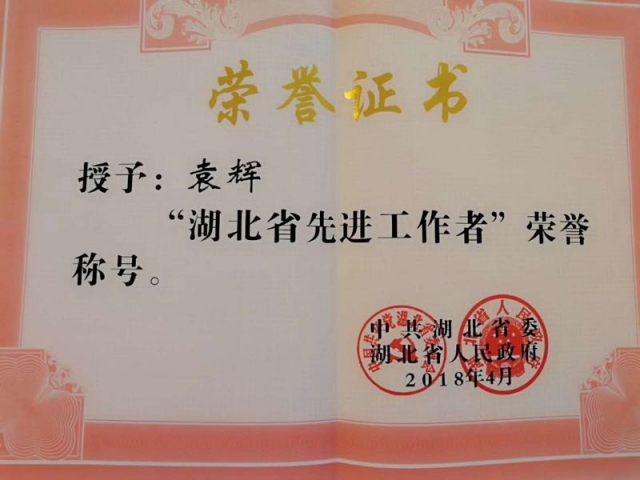 荣誉证书
授予：袁辉
“湖北省先进工作者”荣誉
称号。
中共湖北省委
湖北省人民政府
2018年4月